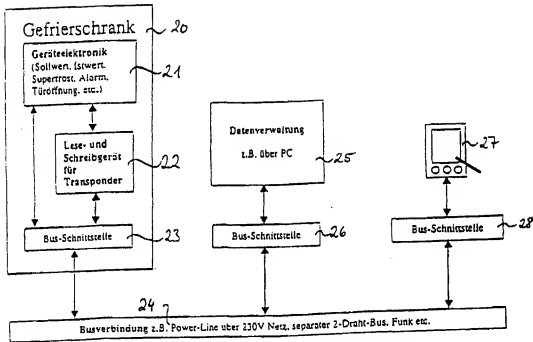 Gefrierschrank 20
Geräteelektronik
(Sollwert, Istwert,
Superfrost, Alarm,
Türöffnung, etc.)
21
Lese- und
Schreibgerät
für
Transponder
22
Bus-Schnittstelle 23
Datenverwaltung
z.B. über PC
25
Bus-Schnittstelle 26
27
Bus-Schnittstelle 28
24
Busverbindung z.B. Power-Line über 230V Netz, separater 2-Draht-Bus, Funk etc.